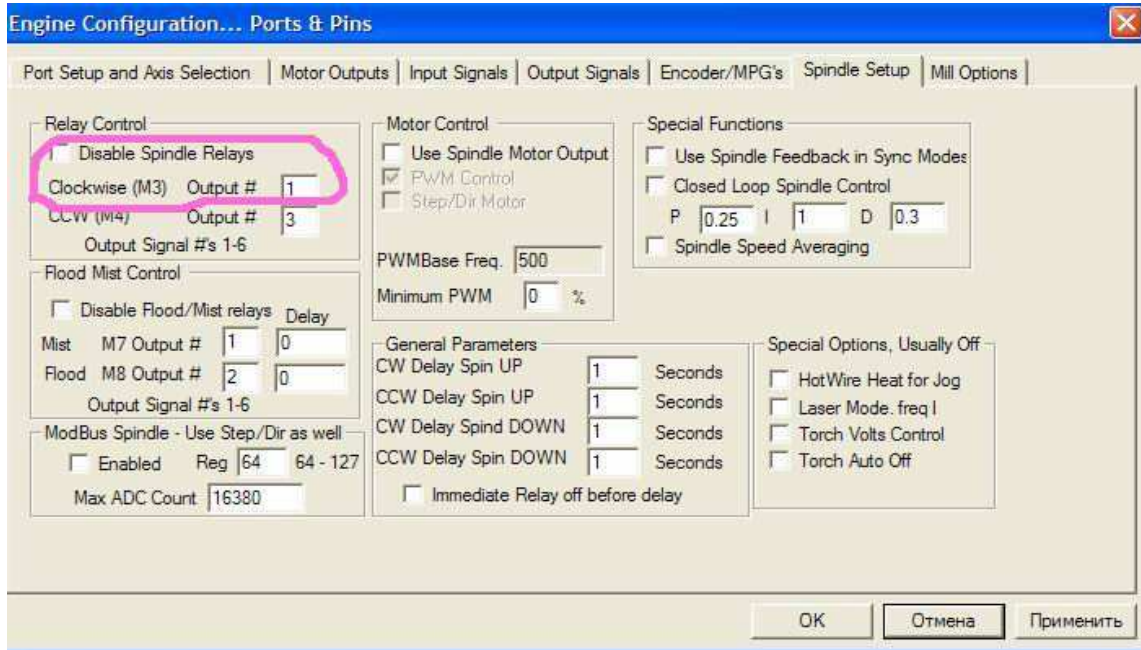 Engine Configuration... Ports & Pins
Port Setup and Axis Selection
Motor Outputs
Input Signals
Output Signals
Encoder/MPG's
Spindle Setup
Mill Options
Relay Control
Disable Spindle Relays
Clockwise (M3) Output # 1
CCW (M4) Output # 3
Output Signal #'s 1-6
Flood Mist Control
Disable Flood/Mist relays Delay
Mist M7 Output # 1 0
Flood M8 Output # 2 0
Output Signal #'s 1-6
ModBus Spindle - Use Step/Dir as well
Enabled Reg 64 64 - 127
Max ADC Count 16380
Motor Control
Use Spindle Motor Output
PWM Control
Step/Dir Motor
PWMBase Freq. 500
Minimum PWM 0 %
General Parameters
CW Delay Spin UP 1 Seconds
CCW Delay Spin UP 1 Seconds
CW Delay Spind DOWN 1 Seconds
CCW Delay Spin DOWN 1 Seconds
Immediate Relay off before delay
Special Functions
Use Spindle Feedback in Sync Modes
Closed Loop Spindle Control
P 0.25 I 1 D 0.3
Spindle Speed Averaging
Special Options, Usually Off
HotWire Heat for Jog
Laser Mode. freq I
Torch Volts Control
Torch Auto Off
OK
Отмена
Применить